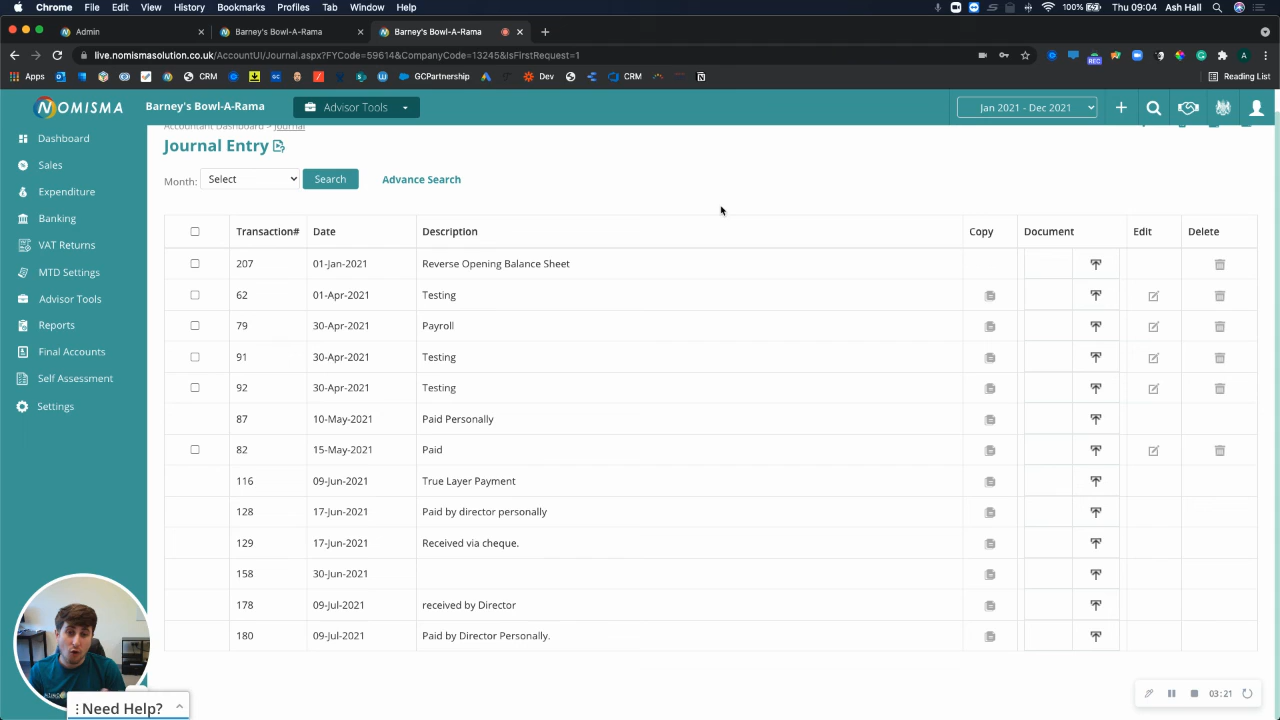 Chrome File Edit View History Bookmarks Profiles Tab Window Help 100% Thu 09:04 Ash Hall
Admin Barney's Bowl-A-Rama Barney's Bowl-A-Rama
live.nomismasolution.co.uk/AccountUI/Journal.aspx?FYCode=59614&CompanyCode=13245&IsFirstRequest=1
Apps CRM GCPartnership Dev CRM Reading List
NOMISMA Barney's Bowl-A-Rama Advisor Tools Jan 2021 - Dec 2021
Accountant Dashboard > Journal
Dashboard
Sales
Expenditure
Banking
VAT Returns
MTD Settings
Advisor Tools
Reports
Final Accounts
Self Assessment
Settings
Journal Entry
Month: Select Search Advance Search
Transaction# Date Description Copy Document Edit Delete
207 01-Jan-2021 Reverse Opening Balance Sheet
62 01-Apr-2021 Testing
79 30-Apr-2021 Payroll
91 30-Apr-2021 Testing
92 30-Apr-2021 Testing
87 10-May-2021 Paid Personally
82 15-May-2021 Paid
116 09-Jun-2021 True Layer Payment
128 17-Jun-2021 Paid by director personally
129 17-Jun-2021 Received via cheque.
158 30-Jun-2021
178 09-Jul-2021 received by Director
180 09-Jul-2021 Paid by Director Personally.
Need Help?
03:21